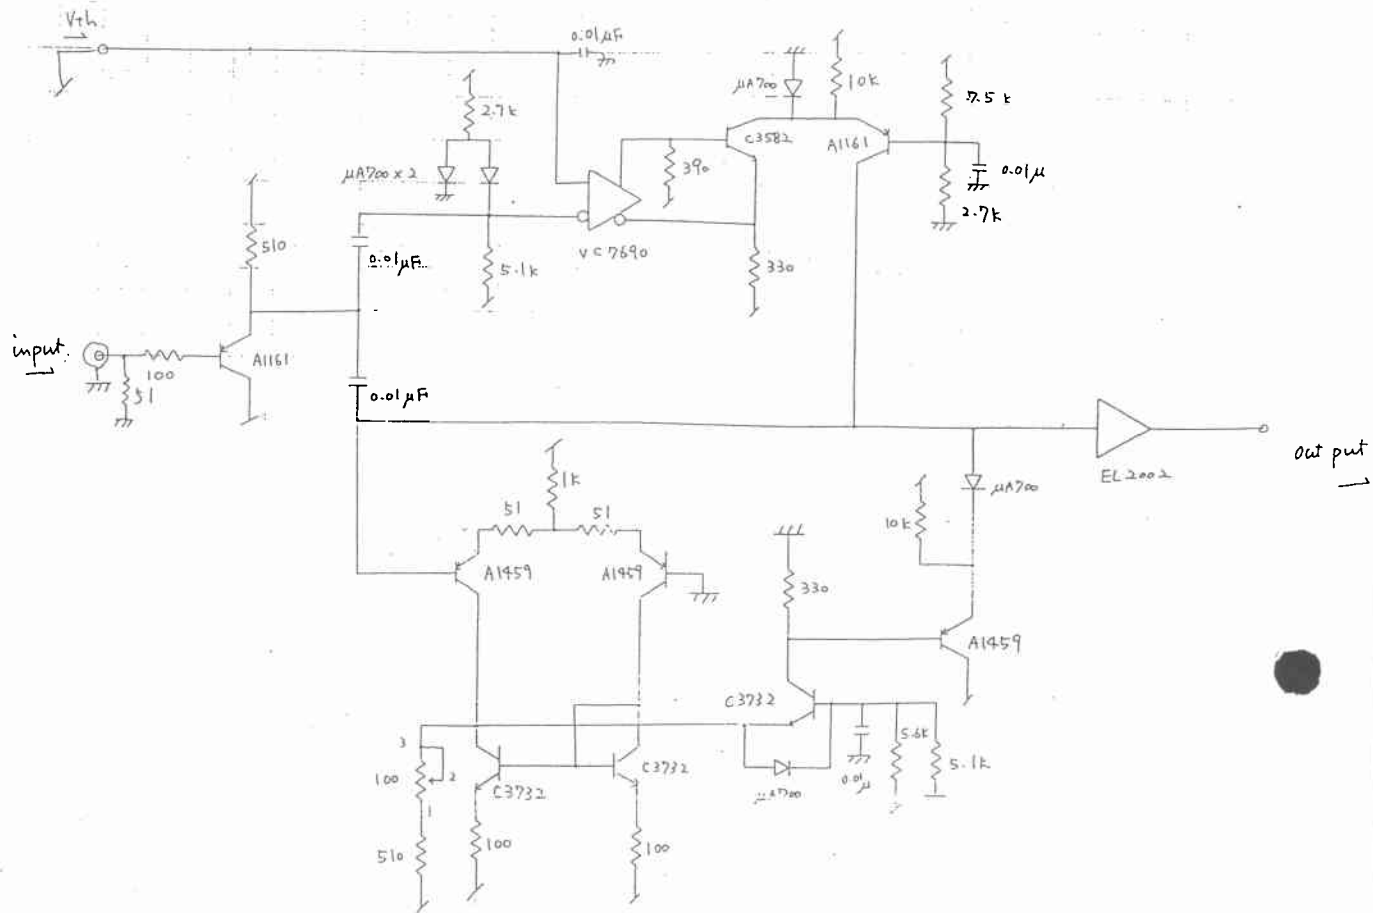 Vth
0.01μF
2.7k
μA700
10k
7.5k
C3582
A1161
0.01μ
2.7k
μA700×2
390
510
0.01μF
5.1k
VC7690
330
input
A1161
100
51
0.01μF
output
EL2002
μA700
1k
51
51
10k
A1459
A1459
330
A1459
C3732
3
100
2
1
C3732
C3732
μA700
0.01μ
5.6k
5.1k
510
100
100